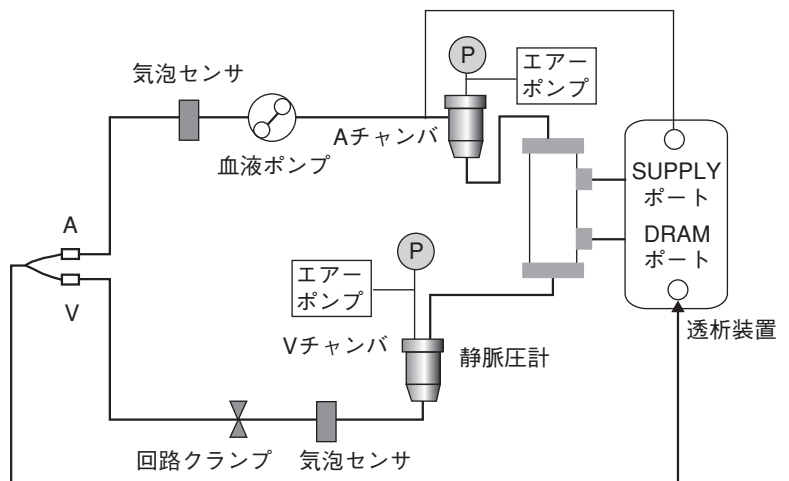 P
エアー
ポンプ
気泡センサ
Aチャンバ
血液ポンプ
SUPPLY
ポート
DRAM
ポート
A
V
P
エアー
ポンプ
Vチャンバ
静脈圧計
透析装置
回路クランプ
気泡センサ